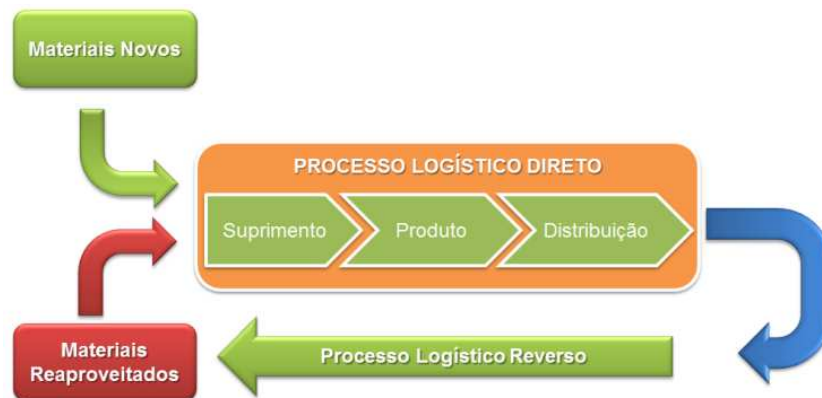 Materiais Novos
PROCESSO LOGÍSTICO DIRETO
Suprimento
Produto
Distribuição
Materiais
Reaproveitados
Processo Logístico Reverso